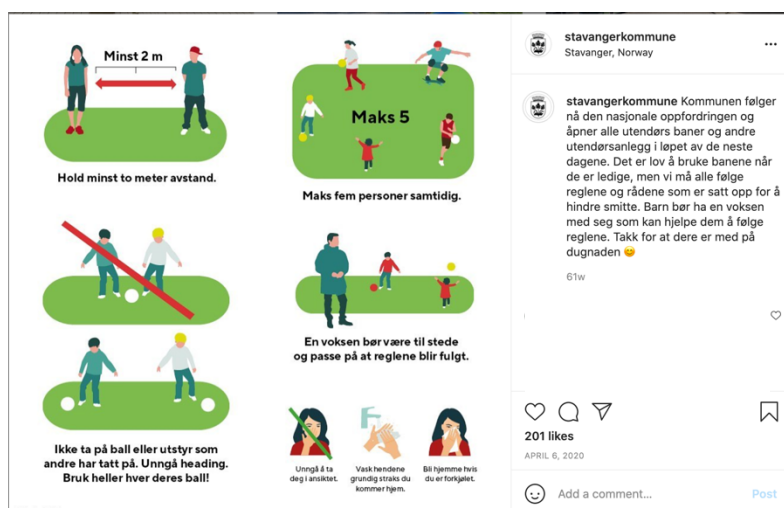 Minst 2 m
Hold minst to meter avstand.
Maks 5
Maks fem personer samtidig.
Ikke ta på ball eller utstyr som
andre har tatt på. Unngå heading.
Bruk heller hver deres ball!
En voksen bør være til stede
og passe på at reglene blir fulgt.
Unngå å ta
deg i ansiktet.
Vask hendene
grundig straks du
kommer hjem.
Bli hjemme hvis
du er forkjølet.
stavangerkommune
Stavanger, Norway
stavangerkommune Kommunen følger
nå den nasjonale oppfordringen og
åpner alle utendørs baner og andre
utendørsanlegg i løpet av de neste
dagene. Det er lov å bruke banene når
de er ledige, men vi må alle følge
reglene og rådene som er satt opp for å
hindre smitte. Barn bør ha en voksen
med seg som kan hjelpe dem å følge
reglene. Takk for at dere er med på
dugnaden 😊
61w
201 likes
APRIL 6, 2020
Add a comment...
Post